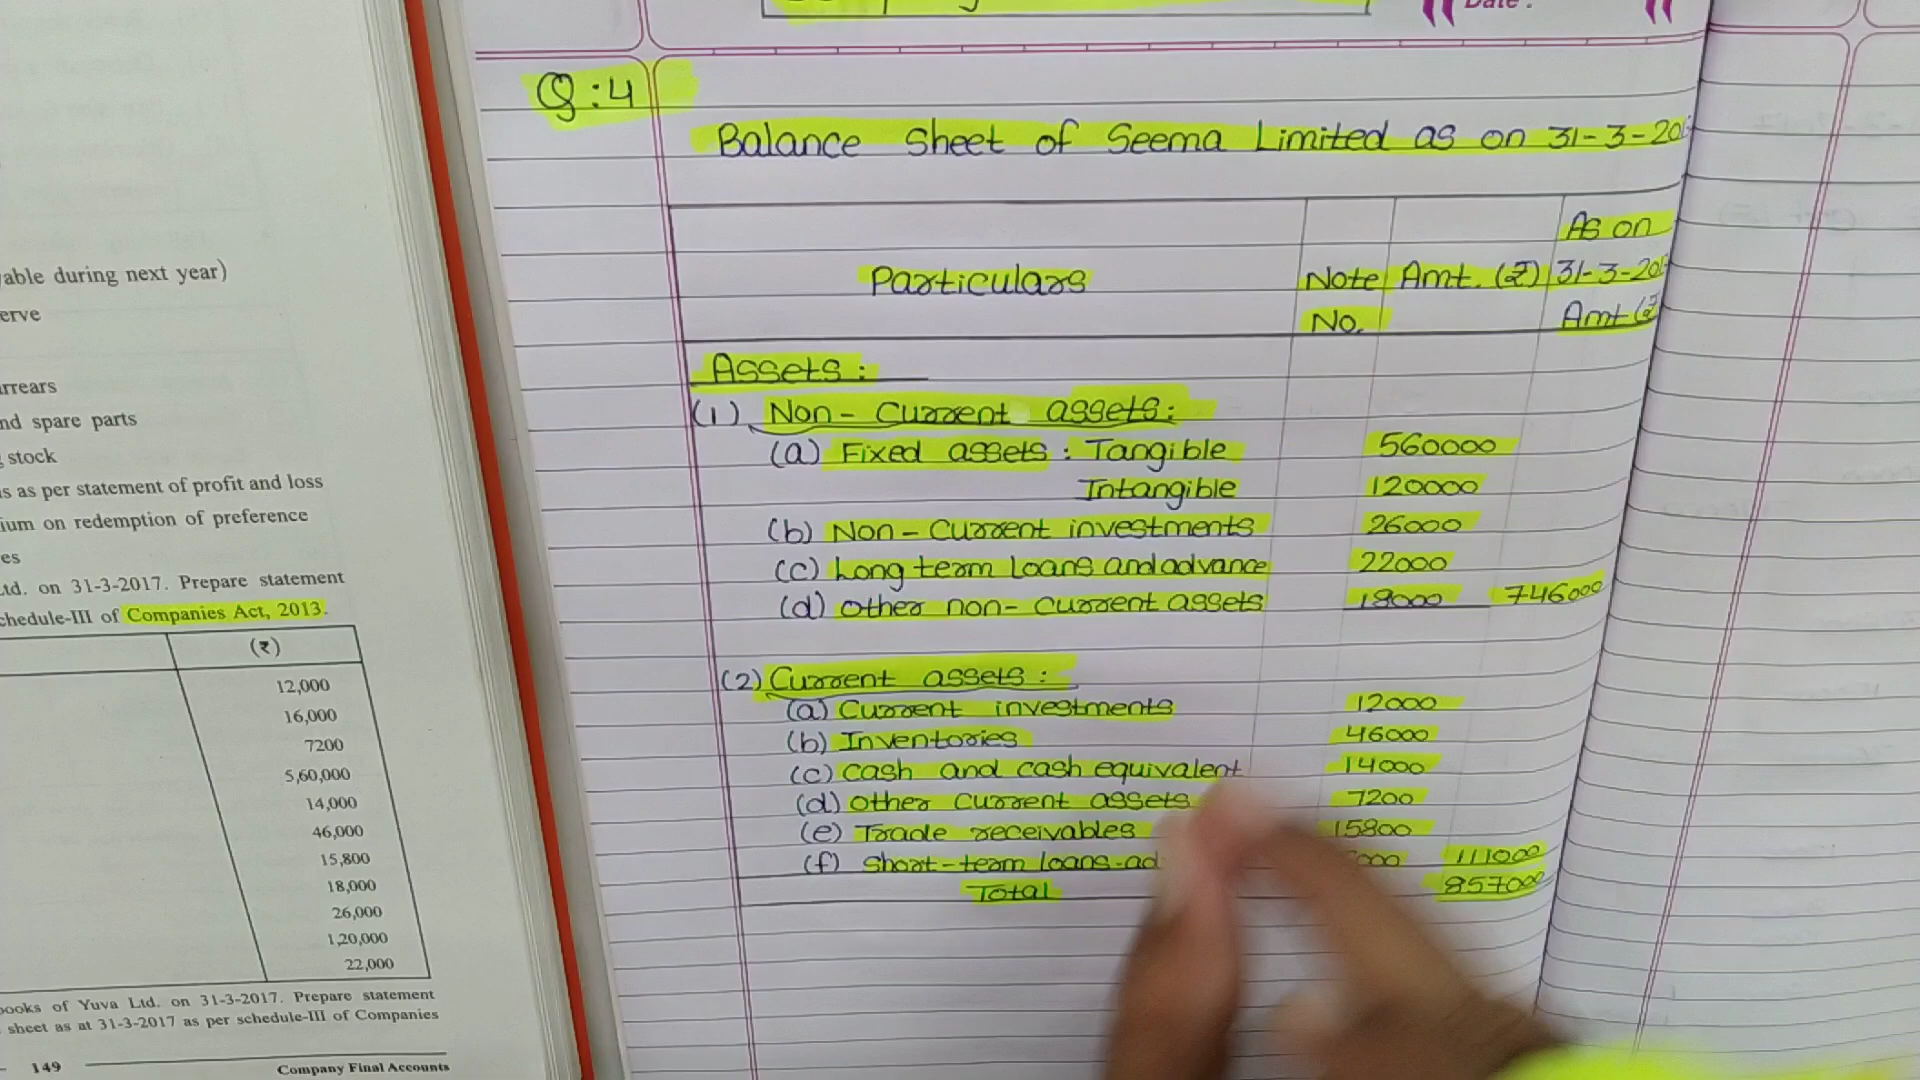 able during next year)
erve
arrears
nd spare parts
stock
s as per statement of profit and loss
ium on redemption of preference
es
Ltd. on 31-3-2017. Prepare statement
chedule-III of Companies Act, 2013.
(₹)
12,000
16,000
7200
5,60,000
14,000
46,000
15,800
18,000
26,000
1,20,000
22,000
books of Yuva Ltd. on 31-3-2017. Prepare statement
sheet as at 31-3-2017 as per schedule-III of Companies
149 Company Final Accounts
Date :
Q:4
Balance Sheet of Seema Limited as on 31-3-20
As on
Particulars Note Amt. (₹) 31-3-20
No. Amt (₹
Assets:
(1) Non-Current assets:
(a) Fixed assets: Tangible 560000
Intangible 120000
(b) Non-Current investments 26000
(c) Long term Loans and advance 22000
(d) Other non-current assets 18000 746000
(2) Current assets:
(a) Current investments 12000
(b) Inventories 46000
(c) Cash and cash equivalent 14000
(d) Other current assets 7200
(e) Trade receivables 15800
(f) Short-term loans-ad 000 111000
Total 857000